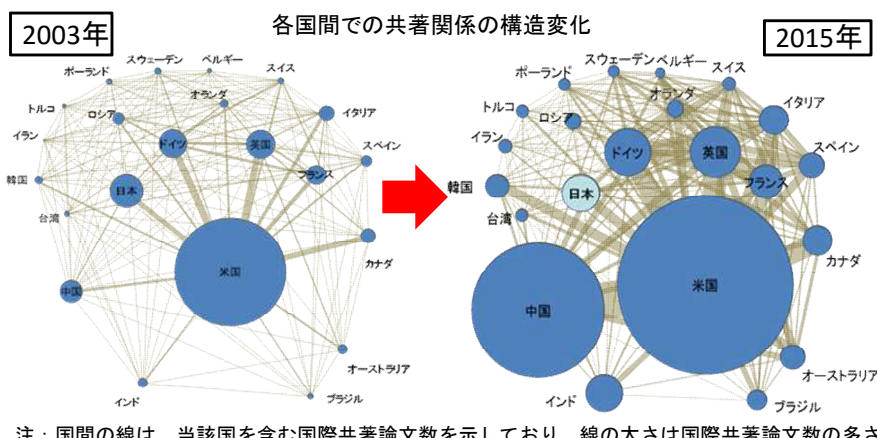 各国間での共著関係の構造変化
2003年
スウェーデン
ベルギー
ポーランド
スイス
オランダ
トルコ
ロシア
イタリア
イラン
ドイツ
英国
スペイン
韓国
日本
フランス
台湾
カナダ
米国
中国
オーストラリア
インド
ブラジル
2015年
スウェーデン
ベルギー
ポーランド
スイス
オランダ
トルコ
ロシア
イタリア
イラン
ドイツ
英国
スペイン
韓国
日本
フランス
台湾
カナダ
米国
中国
オーストラリア
インド
ブラジル
注：国間の線は、当該国を含む国際共著論文数を示しており、線の太さは国際共著論文数の多さ